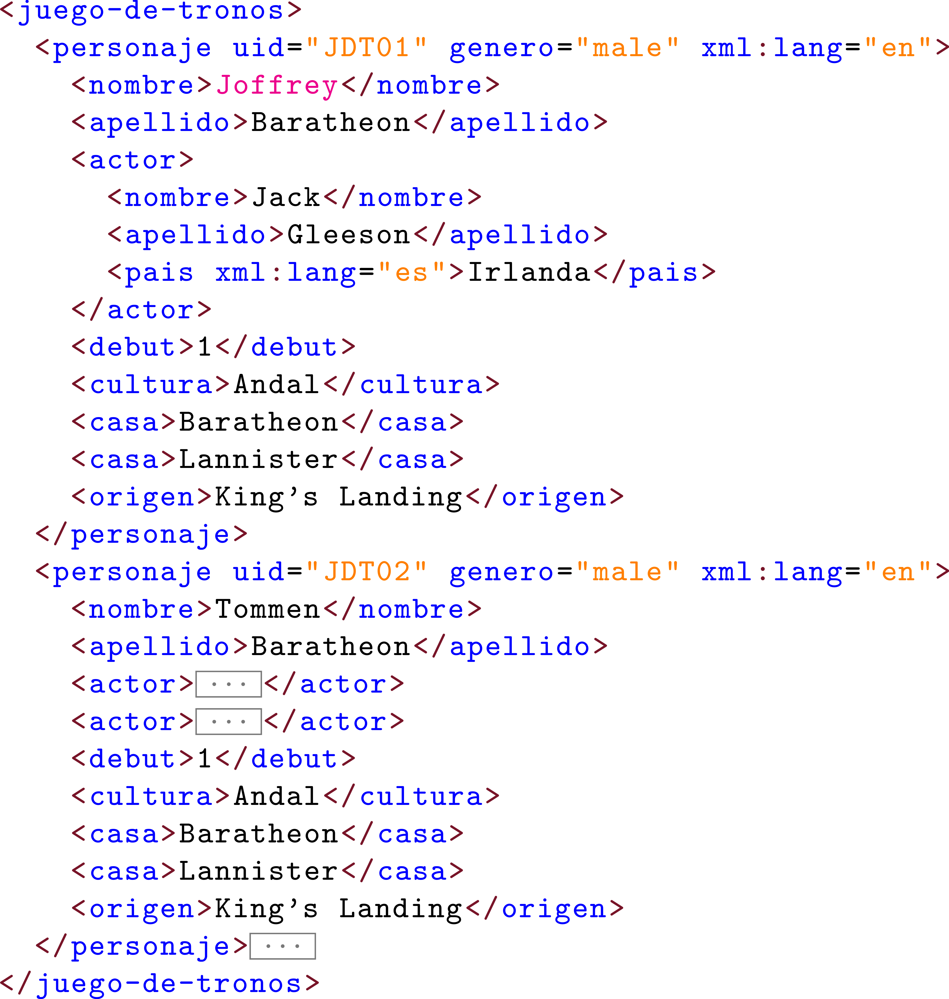 <juego-de-tronos>
<personaje uid="JDT01" genero="male" xml:lang="en">
<nombre>Joffrey</nombre>
<apellido>Baratheon</apellido>
<actor>
<nombre>Jack</nombre>
<apellido>Gleeson</apellido>
<pais xml:lang="es">Irlanda</pais>
</actor>
<debut>1</debut>
<cultura>Andal</cultura>
<casa>Baratheon</casa>
<casa>Lannister</casa>
<origen>King’s Landing</origen>
</personaje>
<personaje uid="JDT02" genero="male" xml:lang="en">
<nombre>Tommen</nombre>
<apellido>Baratheon</apellido>
<actor>...</actor>
<actor>...</actor>
<debut>1</debut>
<cultura>Andal</cultura>
<casa>Baratheon</casa>
<casa>Lannister</casa>
<origen>King’s Landing</origen>
</personaje>...
</juego-de-tronos>